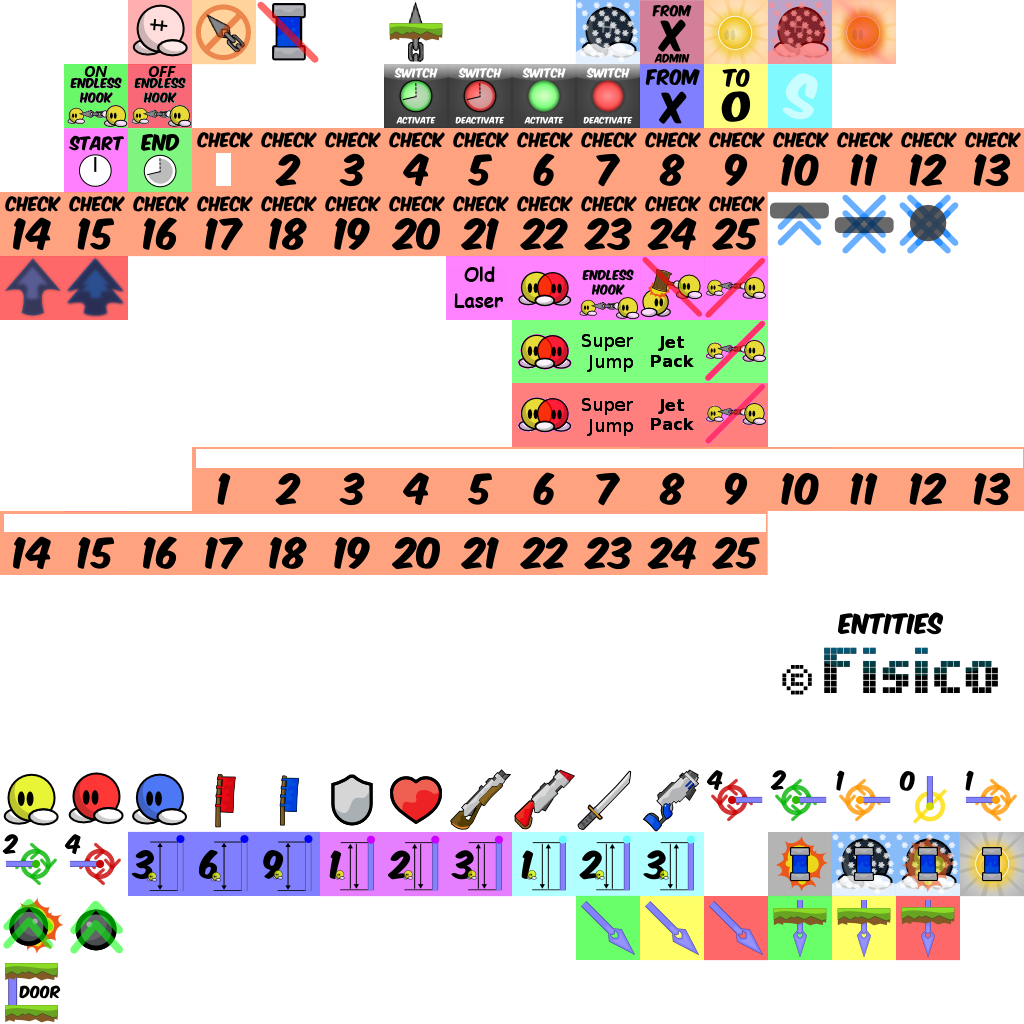 FROM
X
ADMIN
ON
ENDLESS
HOOK
OFF
ENDLESS
HOOK
SWITCH
ACTIVATE
SWITCH
DEACTIVATE
SWITCH
ACTIVATE
SWITCH
DEACTIVATE
FROM
X
TO
O
S
START
END
CHECK CHECK CHECK CHECK CHECK CHECK CHECK CHECK CHECK CHECK CHECK CHECK CHECK
2 3 4 5 6 7 8 9 10 11 12 13
CHECK CHECK CHECK CHECK CHECK CHECK CHECK CHECK CHECK CHECK CHECK CHECK
14 15 16 17 18 19 20 21 22 23 24 25
Old
Laser
ENDLESS
HOOK
Super
Jump
Jet
Pack
Super
Jump
Jet
Pack
1 2 3 4 5 6 7 8 9 10 11 12 13
14 15 16 17 18 19 20 21 22 23 24 25
ENTITIES
© Fisico
4 2 1 0 1
2 4 3 6 9 1 2 3 1 2 3
DOOR